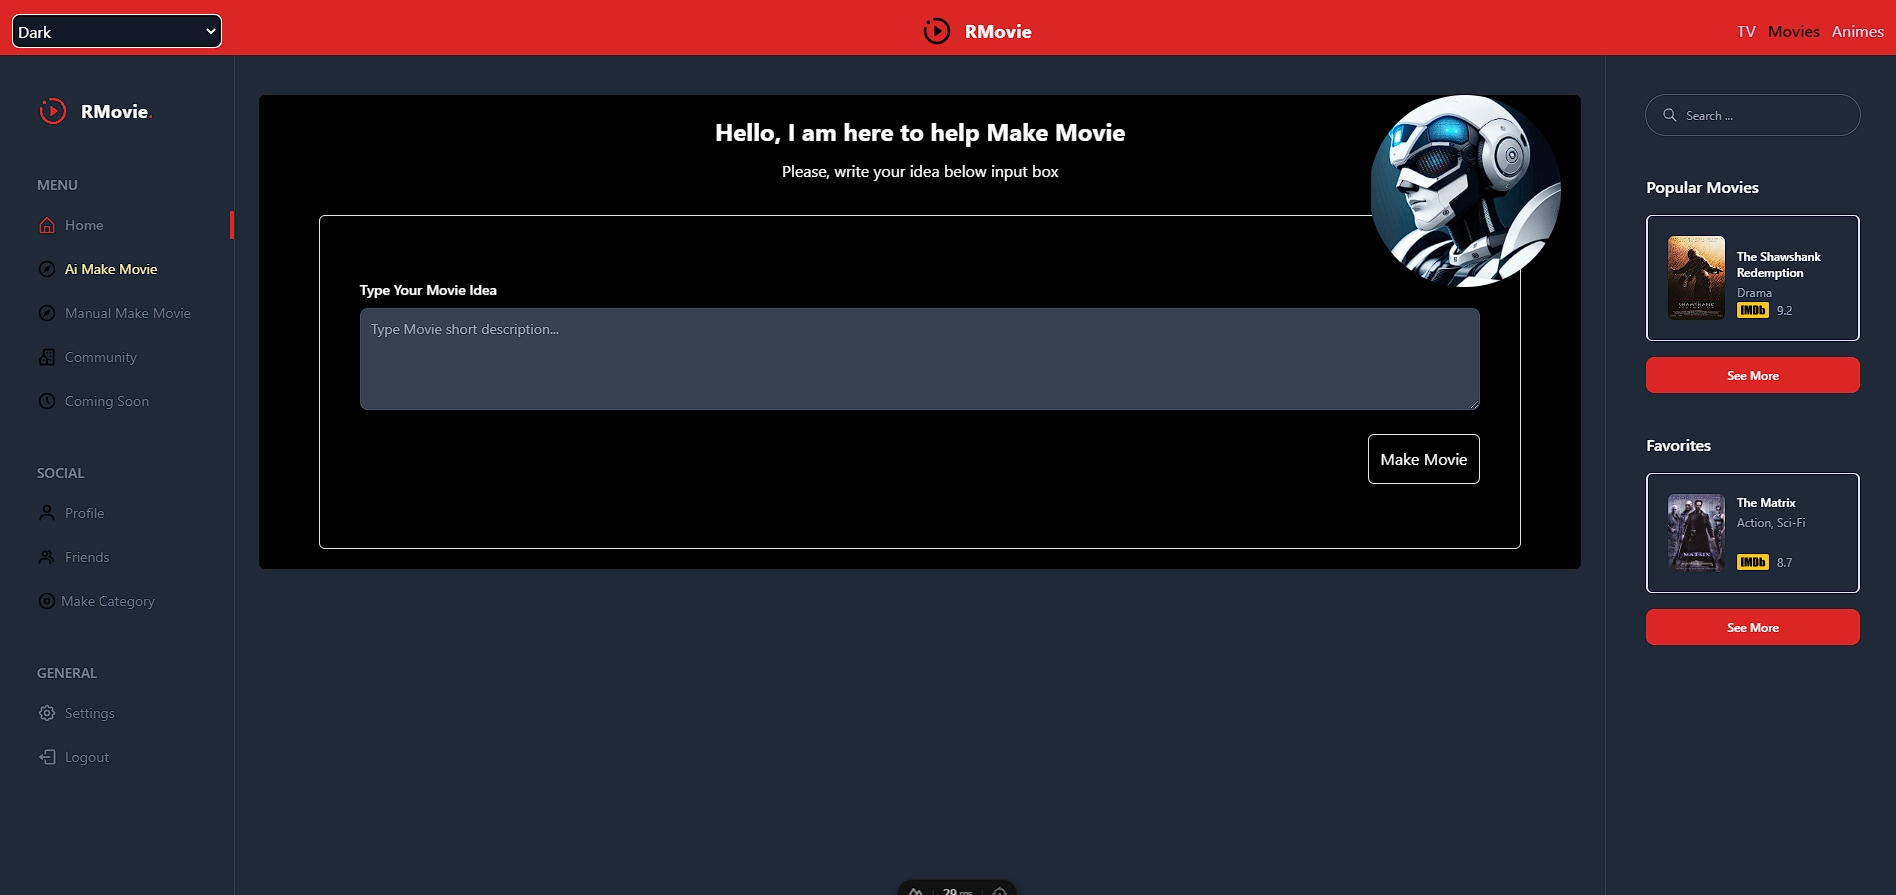 Dark
RMovie
TV Movies Animes
RMovie.
MENU
Home
Ai Make Movie
Manual Make Movie
Community
Coming Soon
SOCIAL
Profile
Friends
Make Category
GENERAL
Settings
Logout
Hello, I am here to help Make Movie
Please, write your idea below input box
Type Your Movie Idea
Type Movie short description...
Make Movie
Search ...
Popular Movies
The Shawshank
Redemption
Drama
IMDb 9.2
SHAWSHANK
See More
Favorites
The Matrix
Action, Sci-Fi
IMDb 8.7
MATRIX
See More
29 ms